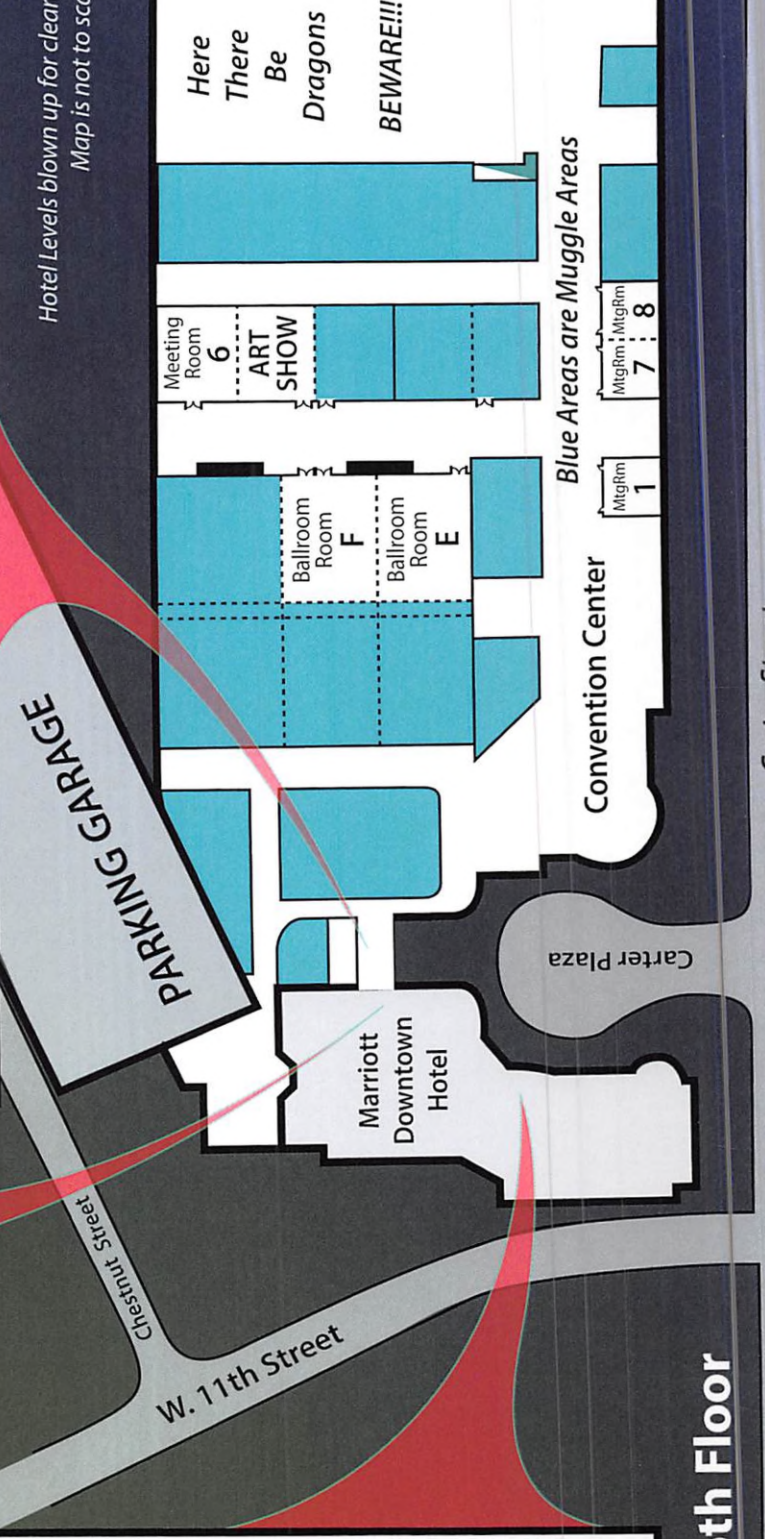 Hotel Levels blown up for clear
Map is not to sc
Here
There
Be
Dragons
BEWARE!!!
Meeting
Room
6
ART
SHOW
Blue Areas are Muggle Areas
MtgRm
7
MtgRm
8
MtgRm
1
Ballroom
Room
F
Ballroom
Room
E
Convention Center
PARKING GARAGE
Carter Plaza
Marriott
Downtown
Hotel
Chestnut Street
W. 11th Street
th Floor